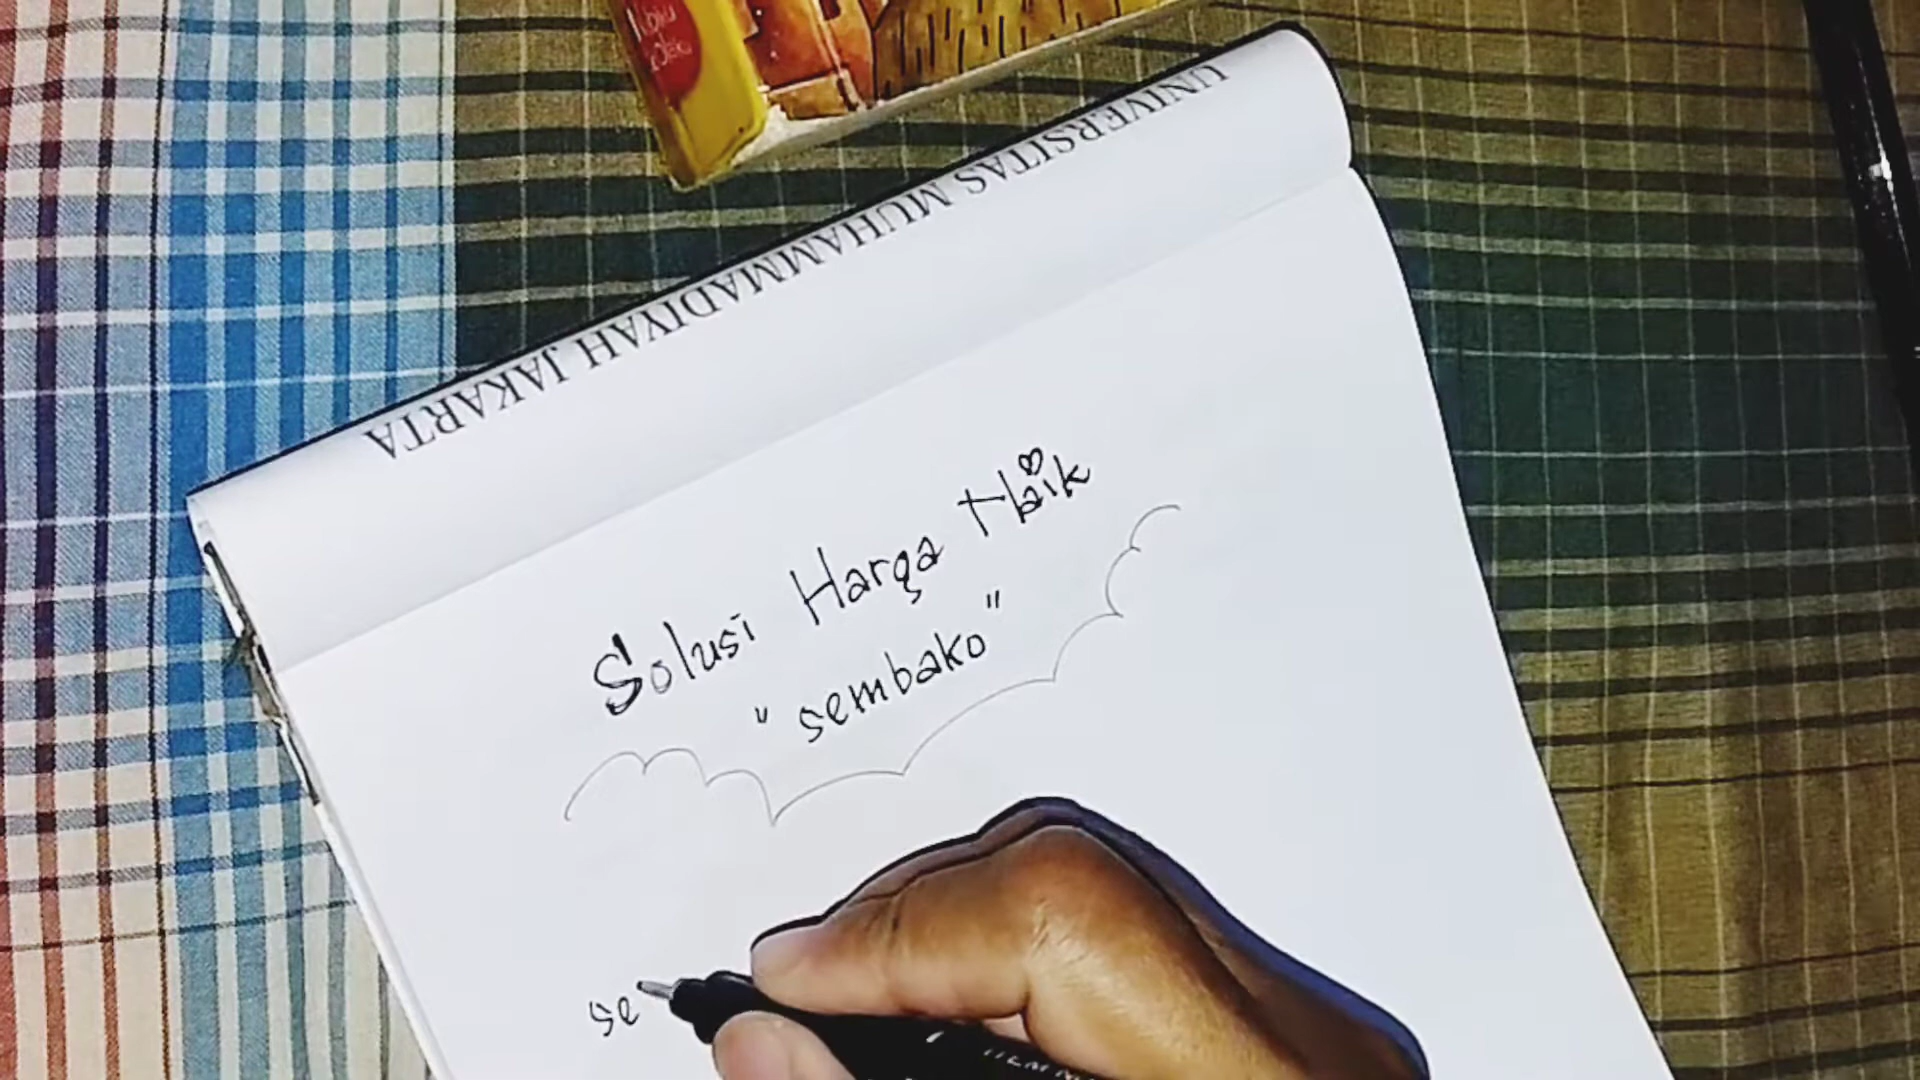 UNIVERSITAS MUHAMMADIYAH JAKARTA
Solusi Harga Naik
"sembako"
se